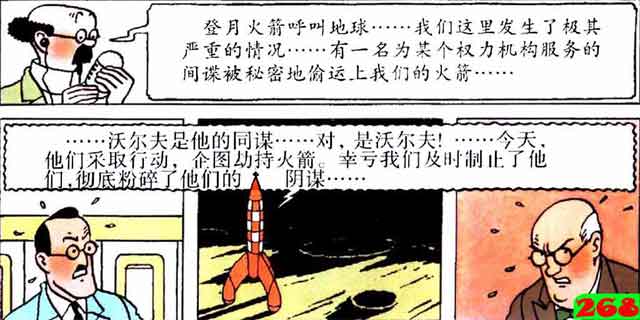 登月火箭呼叫地球……我们这里发生了极其
严重的情况……有一名为某个权力机构服务的
间谍被秘密地偷运上我们的火箭……
……沃尔夫是他的同谋……对，是沃尔夫！……今天，
他们采取行动，企图劫持火箭。幸亏我们及时制止了他
们，彻底粉碎了他们的 阴谋……
268